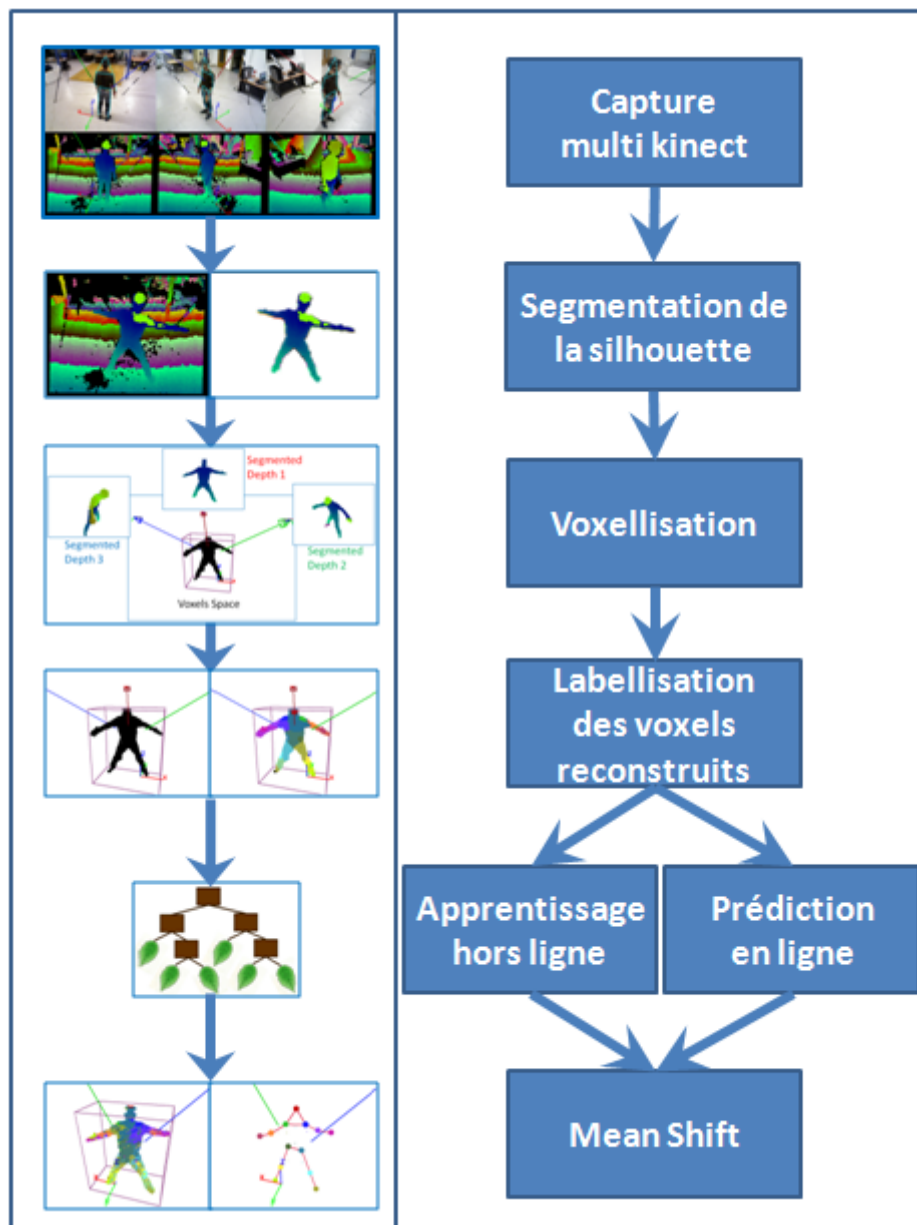 Capture
multi kinect
Segmentation de
la silhouette
Segmented
Depth 1
Segmented
Depth 3
Segmented
Depth 2
Voxels Space
Voxellisation
Labellisation
des voxels
reconstruits
Apprentissage
hors ligne
Prédiction
en ligne
Mean Shift